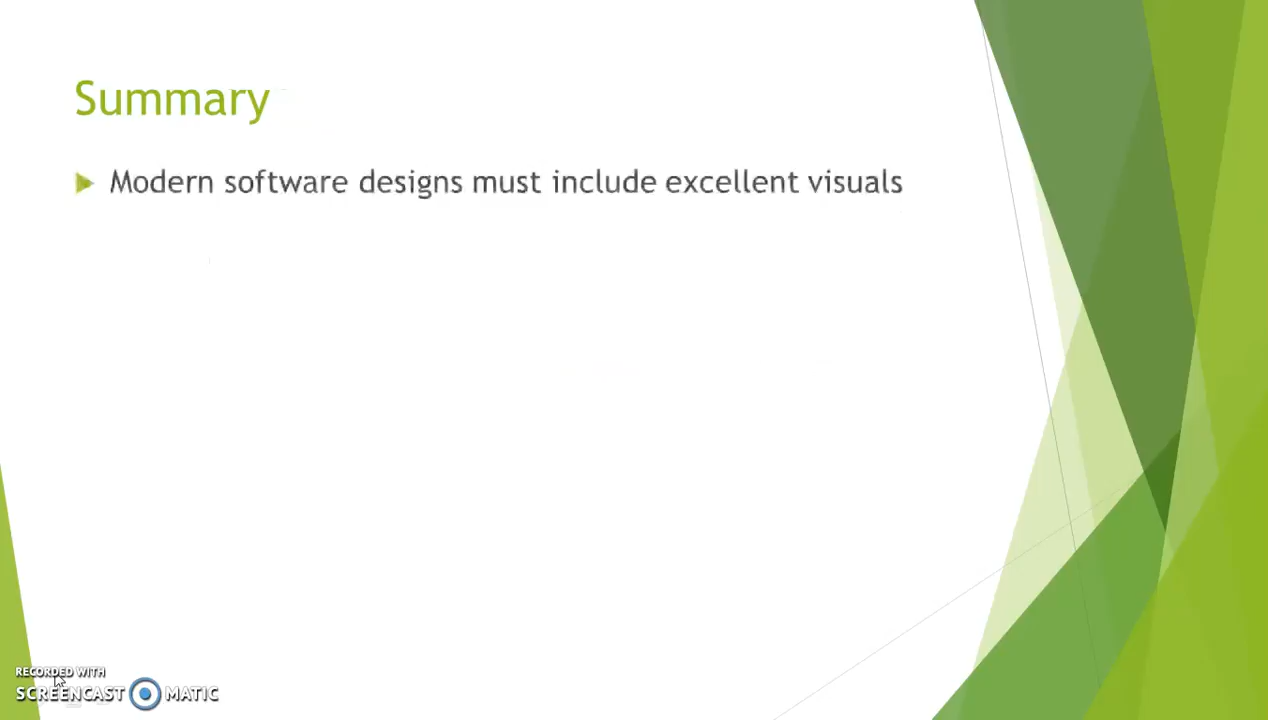 Summary
Modern software designs must include excellent visuals
RECORDED WITH
SCREENCAST MATIC